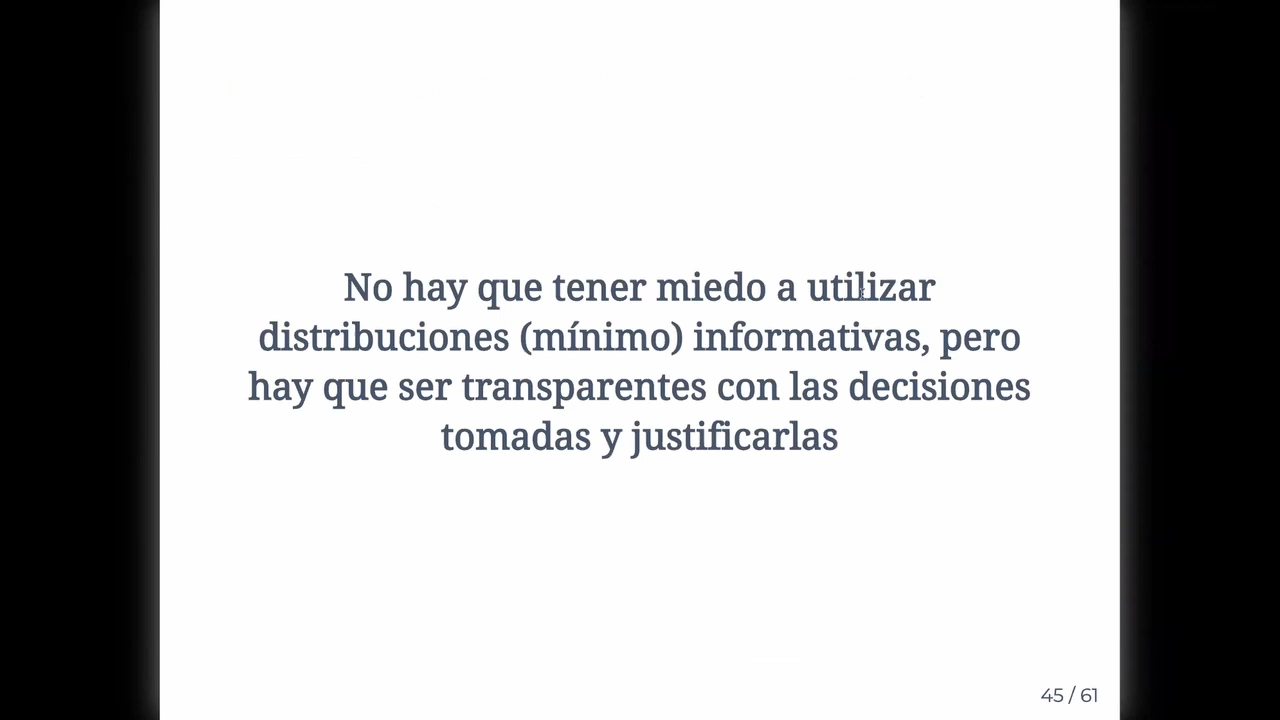 No hay que tener miedo a utilizar
distribuciones (mínimo) informativas, pero
hay que ser transparentes con las decisiones
tomadas y justificarlas
45 / 61